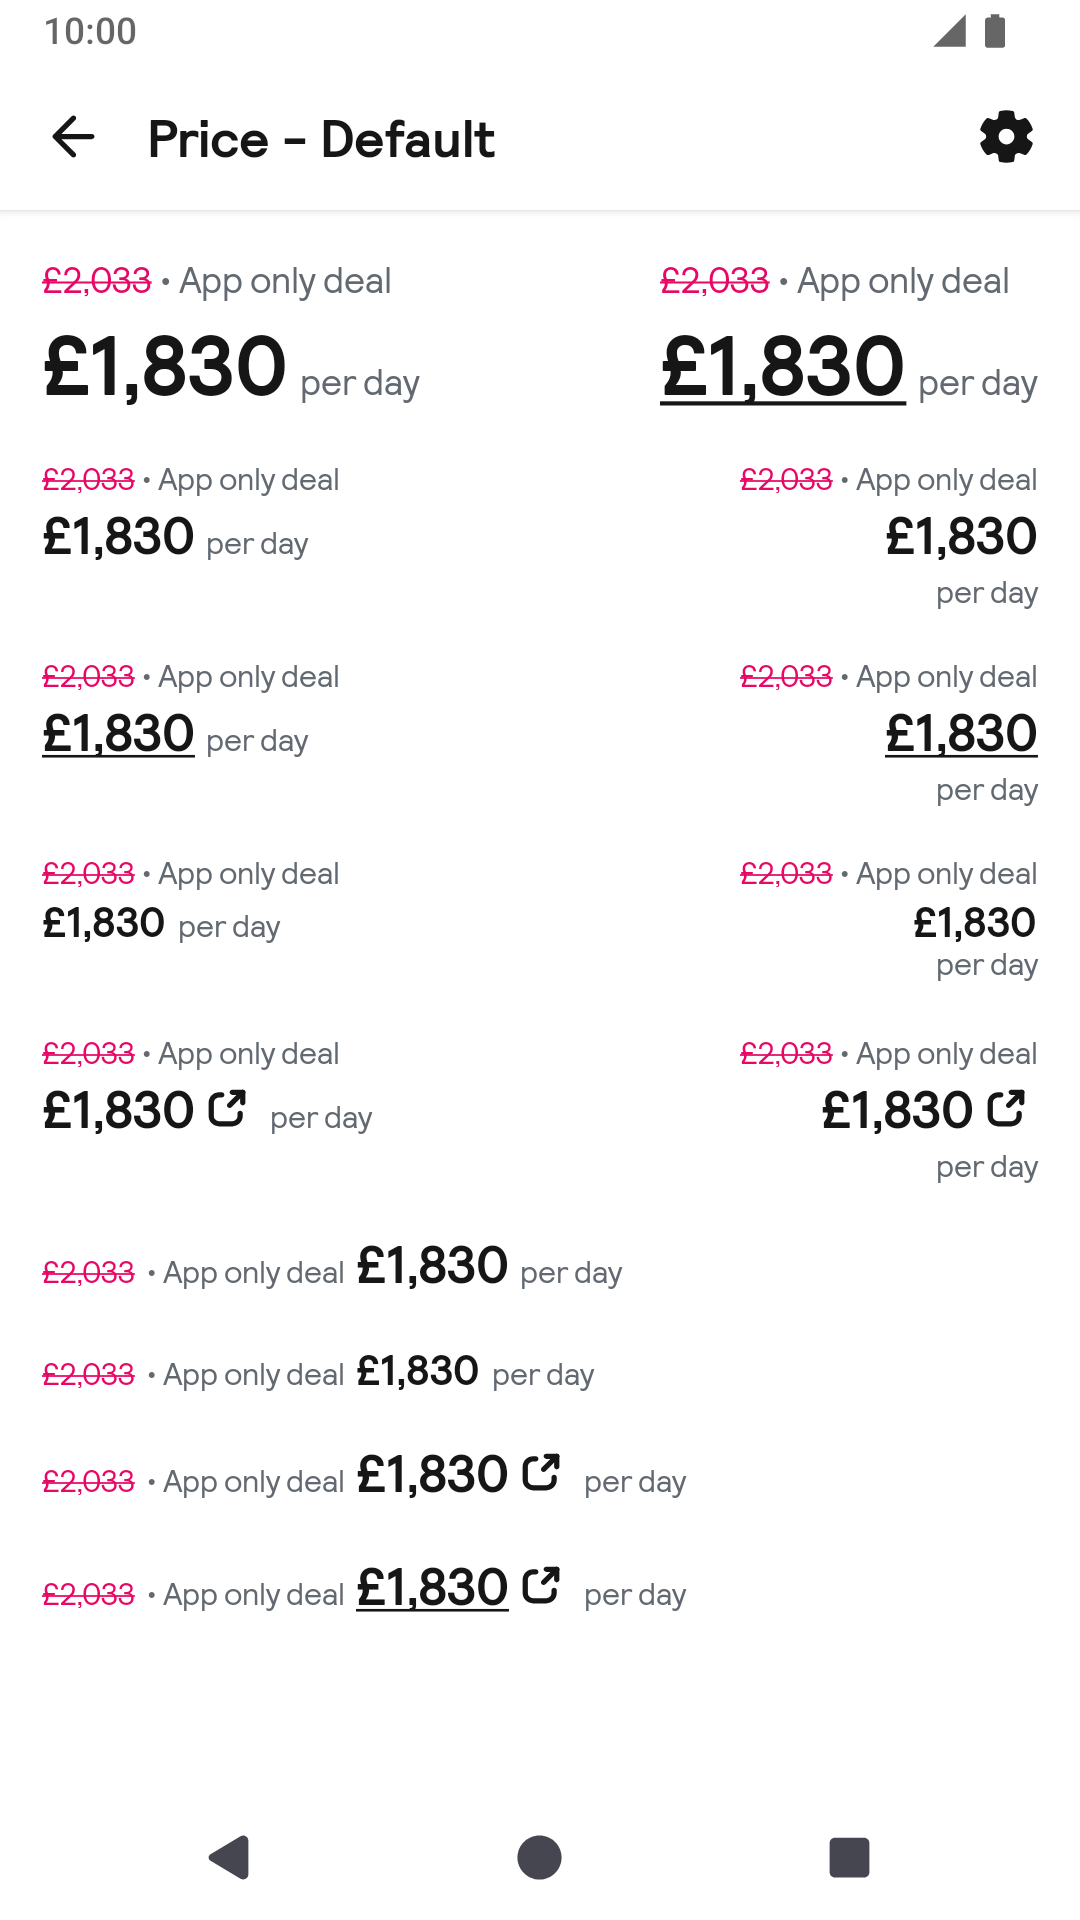 10:00
Price - Default
£2,033 • App only deal £2,033 • App only deal
£1,830 per day £1,830 per day
£2,033 • App only deal £2,033 • App only deal
£1,830 per day £1,830
per day
£2,033 • App only deal £2,033 • App only deal
£1,830 per day £1,830
per day
£2,033 • App only deal £2,033 • App only deal
£1,830 per day £1,830
per day
£2,033 • App only deal £2,033 • App only deal
£1,830 per day £1,830
per day
£2,033 • App only deal £1,830 per day
£2,033 • App only deal £1,830 per day
£2,033 • App only deal £1,830 per day
£2,033 • App only deal £1,830 per day